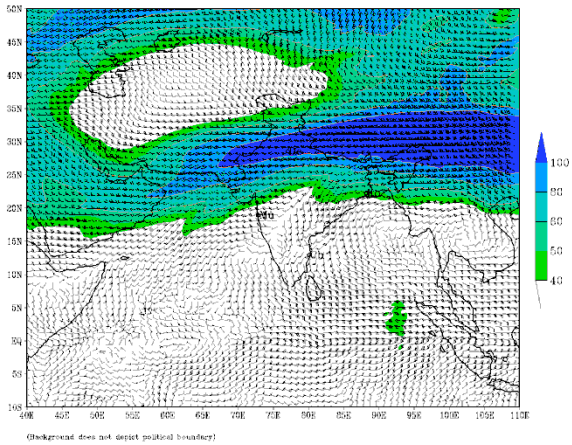 50N
45N
40N
35N
30N
25N
20N
15N
10N
5N
EQ
5S
10S
40E 45E 50E 55E 60E 65E 70E 75E 80E 85E 90E 95E 100E 105E 110E
100
80
60
50
40
(Background does not depict political boundary)